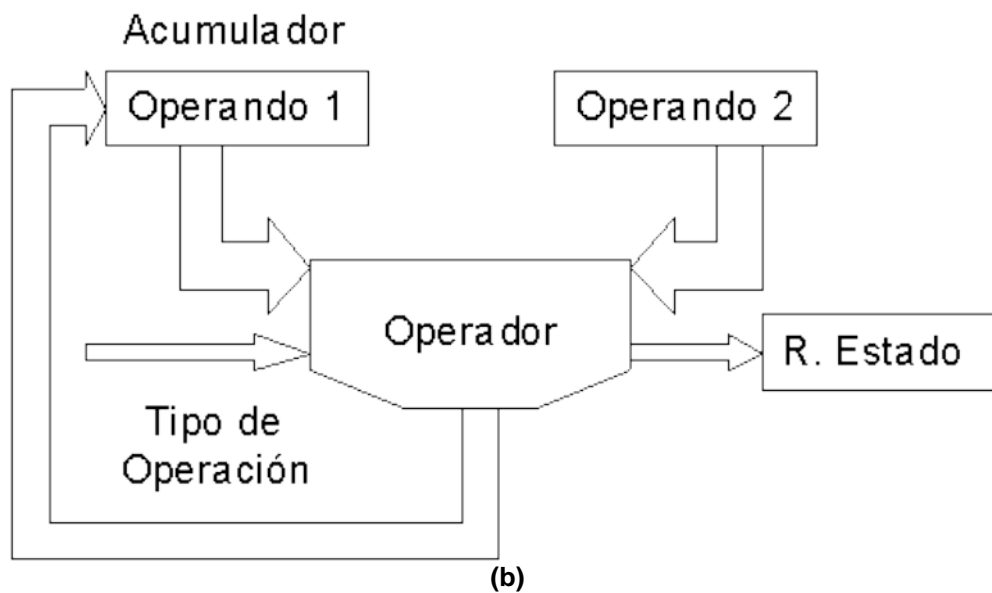 Acumulador
Operando 1
Operando 2
Operador
R. Estado
Tipo de
Operación
(b)